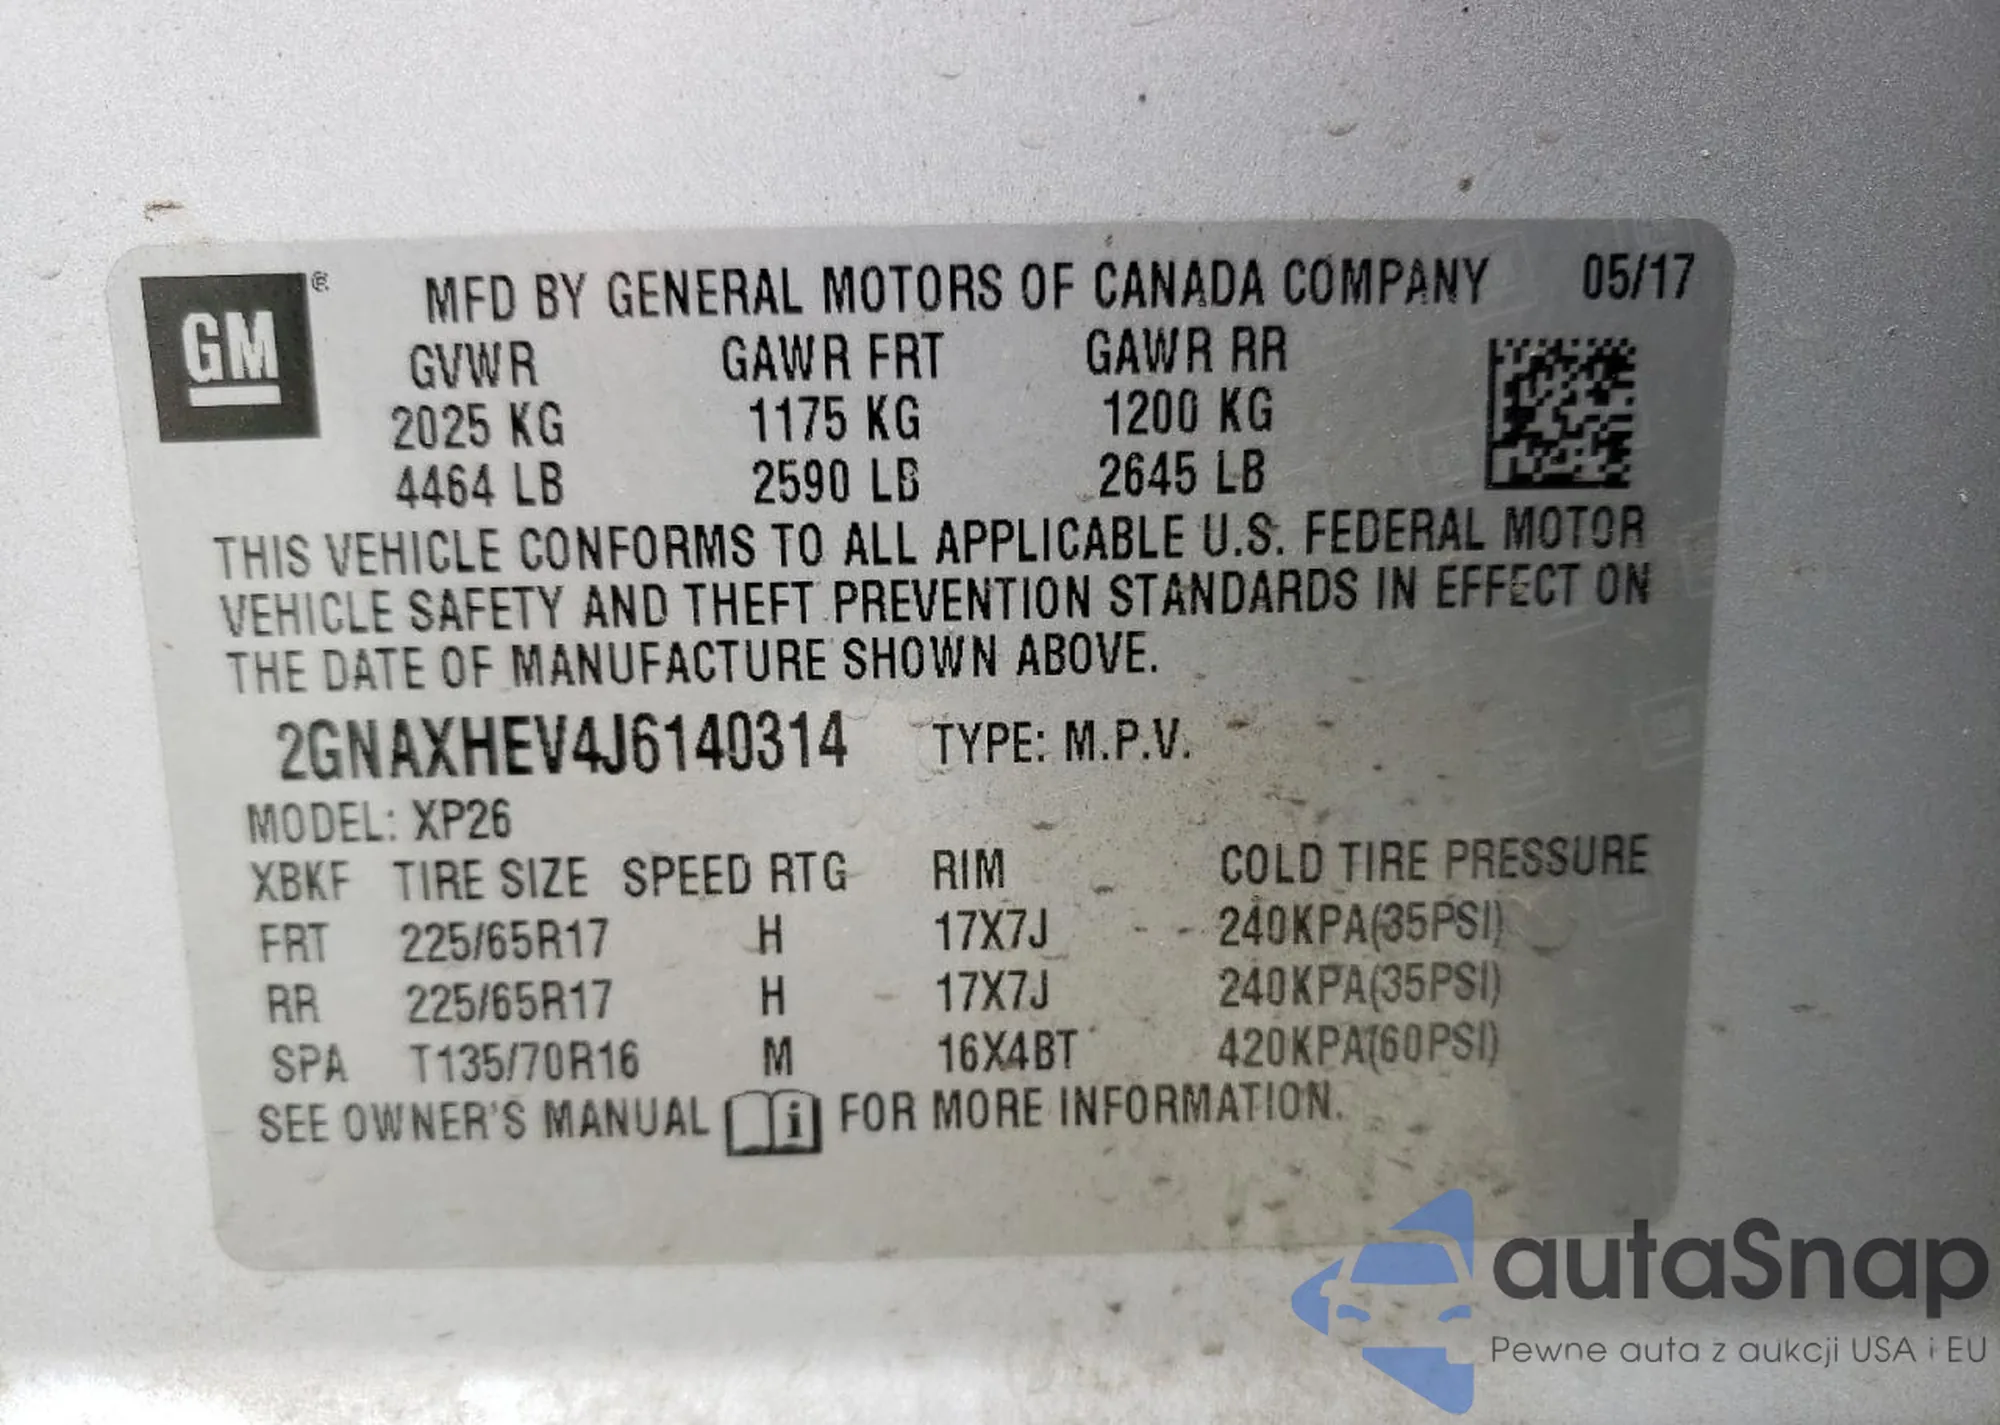 GM ®
MFD BY GENERAL MOTORS OF CANADA COMPANY 05/17
GVWR GAWR FRT GAWR RR
2025 KG 1175 KG 1200 KG
4464 LB 2590 LB 2645 LB
THIS VEHICLE CONFORMS TO ALL APPLICABLE U.S. FEDERAL MOTOR
VEHICLE SAFETY AND THEFT PREVENTION STANDARDS IN EFFECT ON
THE DATE OF MANUFACTURE SHOWN ABOVE.
2GNAXHEV4J6140314 TYPE: M.P.V.
MODEL: XP26
XBKF TIRE SIZE SPEED RTG RIM COLD TIRE PRESSURE
FRT 225/65R17 H 17X7J 240KPA(35PSI)
RR 225/65R17 H 17X7J 240KPA(35PSI)
SPA T135/70R16 M 16X4BT 420KPA(60PSI)
SEE OWNER'S MANUAL i FOR MORE INFORMATION.
autaSnap
Pewne auta z aukcji USA i EU